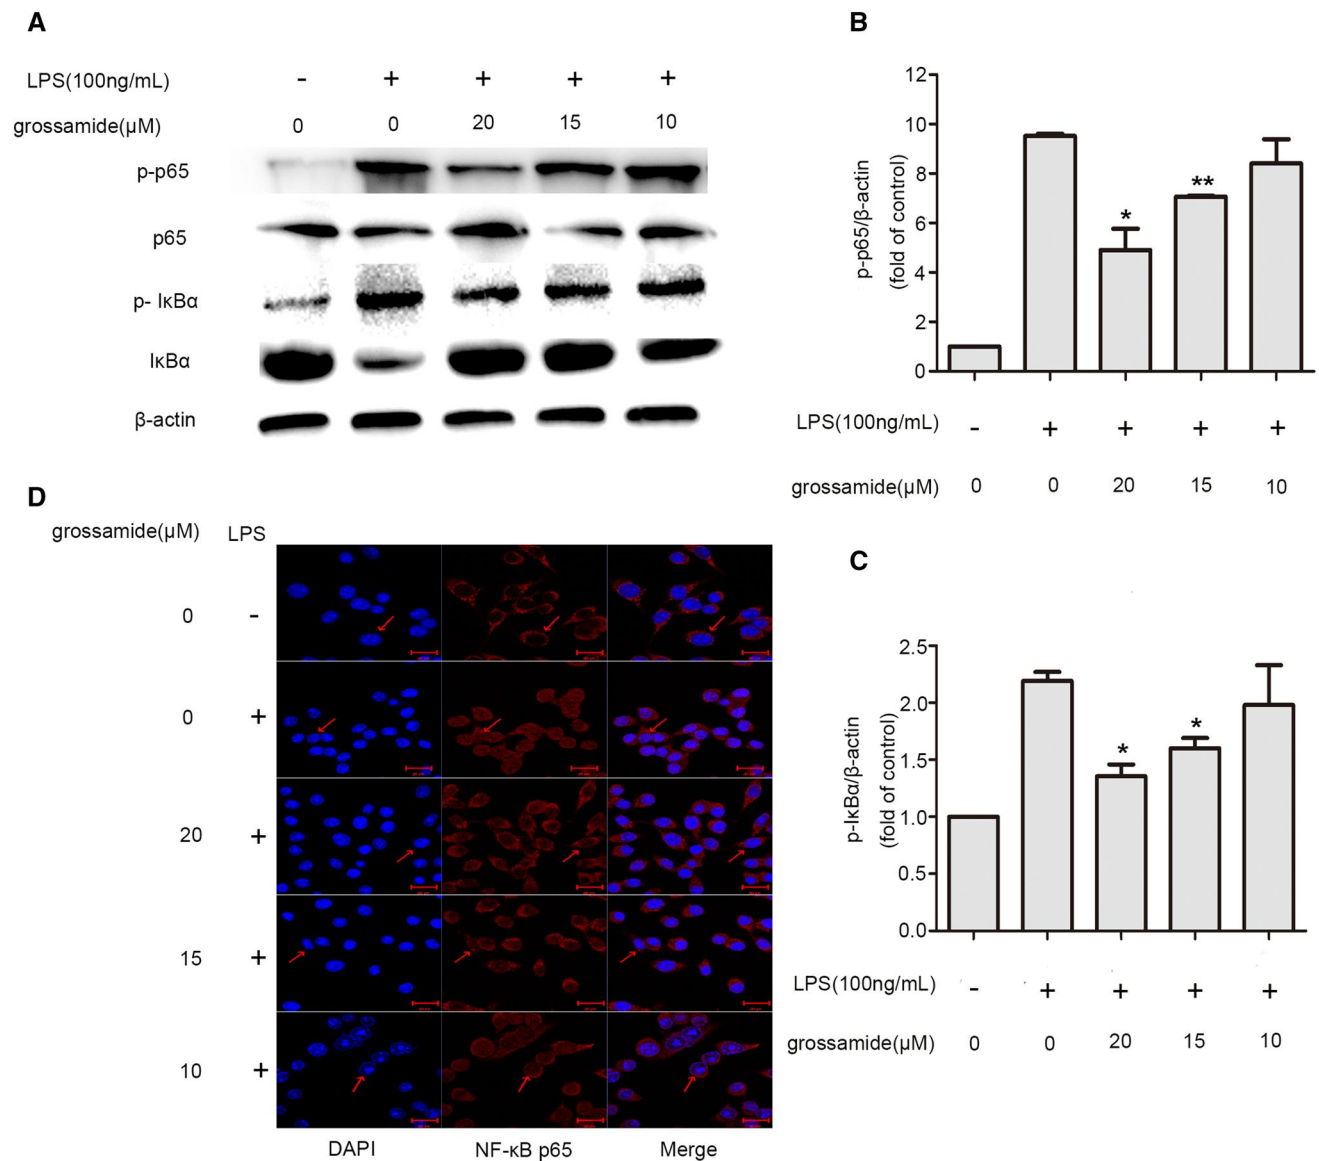 A
LPS(100ng/mL) - + + + +
grossamide(μM) 0 0 20 15 10
p-p65
p65
p- IκBα
IκBα
β-actin
B
p-p65/β-actin
(fold of control)
12
10
8
6
4
2
0
*
**
LPS(100ng/mL) - + + + +
grossamide(μM) 0 0 20 15 10
C
p-IκBα/β-actin
(fold of control)
2.5
2.0
1.5
1.0
0.5
0.0
*
*
LPS(100ng/mL) - + + + +
grossamide(μM) 0 0 20 15 10
D
grossamide(μM) LPS
0 -
0 +
20 +
15 +
10 +
DAPI NF-κB p65 Merge